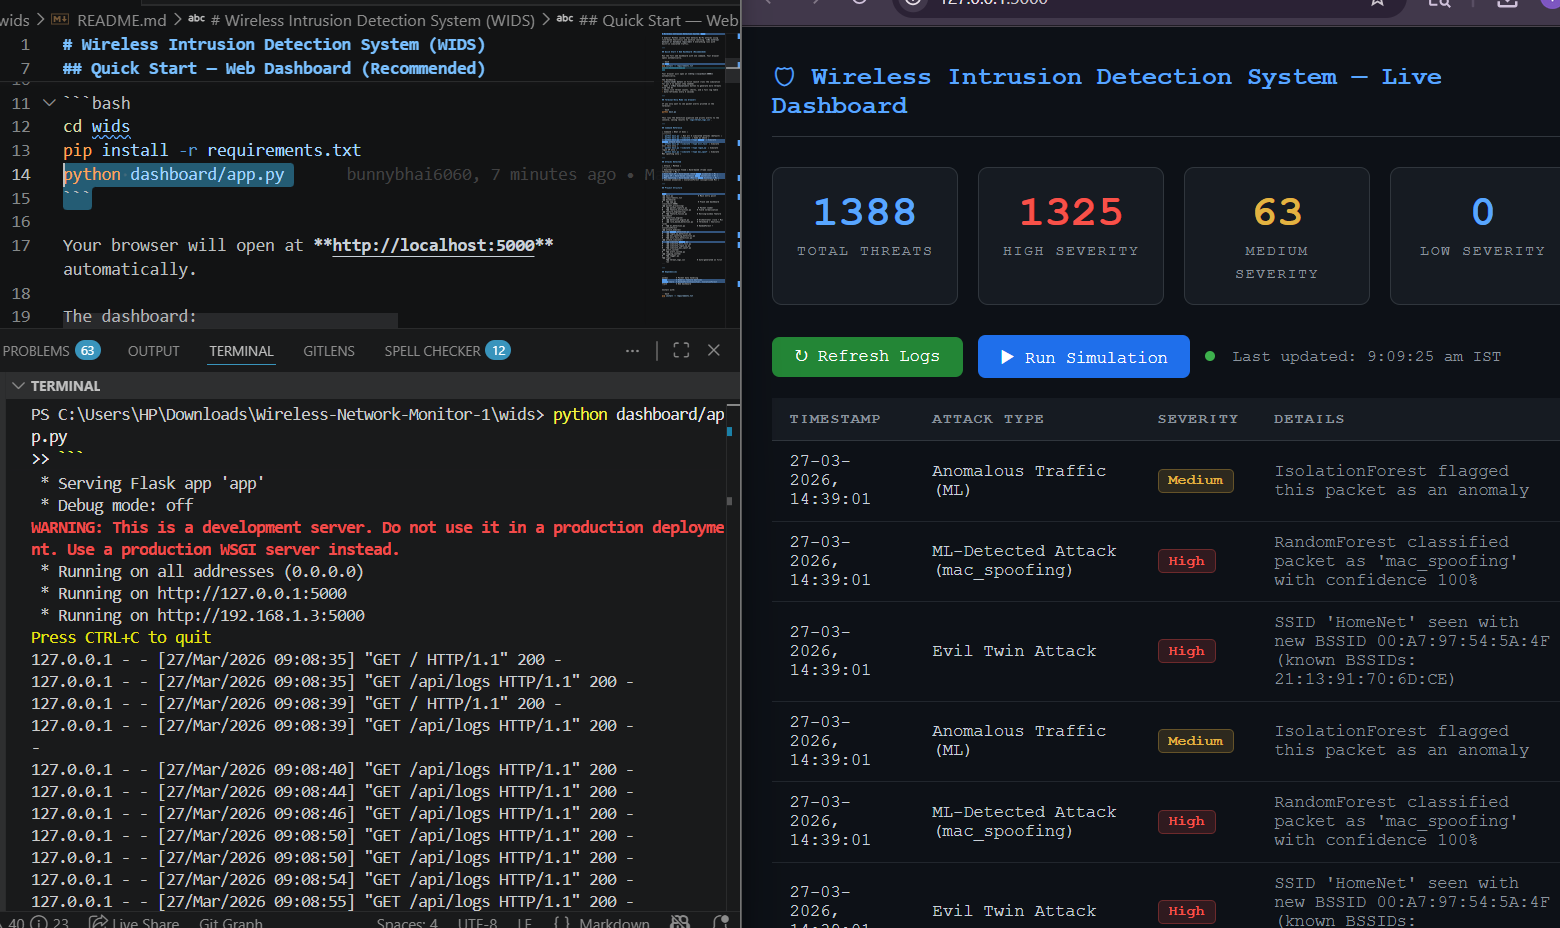 wids > README.md > abc # Wireless Intrusion Detection System (WIDS) > abc ## Quick Start — Web
1 # Wireless Intrusion Detection System (WIDS)
7 ## Quick Start — Web Dashboard (Recommended)
11 ```bash
12 cd wids
13 pip install -r requirements.txt
14 python dashboard/app.py bunnybhai6060, 7 minutes ago • M
15 ```
16
17 Your browser will open at **http://localhost:5000**
automatically.
18
19 The dashboard:
PROBLEMS 63 OUTPUT TERMINAL GITLENS SPELL CHECKER 12 ...
TERMINAL
PS C:\Users\HP\Downloads\Wireless-Network-Monitor-1\wids> python dashboard/ap
p.py
>> ```
* Serving Flask app 'app'
* Debug mode: off
WARNING: This is a development server. Do not use it in a production deployme
nt. Use a production WSGI server instead.
* Running on all addresses (0.0.0.0)
* Running on http://127.0.0.1:5000
* Running on http://192.168.1.3:5000
Press CTRL+C to quit
127.0.0.1 - - [27/Mar/2026 09:08:35] "GET / HTTP/1.1" 200 -
127.0.0.1 - - [27/Mar/2026 09:08:35] "GET /api/logs HTTP/1.1" 200 -
127.0.0.1 - - [27/Mar/2026 09:08:39] "GET / HTTP/1.1" 200 -
127.0.0.1 - - [27/Mar/2026 09:08:39] "GET /api/logs HTTP/1.1" 200 -
-
127.0.0.1 - - [27/Mar/2026 09:08:40] "GET /api/logs HTTP/1.1" 200 -
127.0.0.1 - - [27/Mar/2026 09:08:44] "GET /api/logs HTTP/1.1" 200 -
127.0.0.1 - - [27/Mar/2026 09:08:46] "GET /api/logs HTTP/1.1" 200 -
127.0.0.1 - - [27/Mar/2026 09:08:50] "GET /api/logs HTTP/1.1" 200 -
127.0.0.1 - - [27/Mar/2026 09:08:50] "GET /api/logs HTTP/1.1" 200 -
127.0.0.1 - - [27/Mar/2026 09:08:54] "GET /api/logs HTTP/1.1" 200 -
127.0.0.1 - - [27/Mar/2026 09:08:55] "GET /api/logs HTTP/1.1" 200 -
40 23 Live Share Git Graph Spaces: 4 UTF-8 LF {} Markdown
127.0.0.1:5000
Wireless Intrusion Detection System — Live
Dashboard
1388
TOTAL THREATS
1325
HIGH SEVERITY
63
MEDIUM
SEVERITY
0
LOW SEVERITY
↻ Refresh Logs
▶ Run Simulation
Last updated: 9:09:25 am IST
TIMESTAMP ATTACK TYPE SEVERITY DETAILS
27-03-
2026,
14:39:01
Anomalous Traffic
(ML)
Medium
IsolationForest flagged
this packet as an anomaly
27-03-
2026,
14:39:01
ML-Detected Attack
(mac_spoofing)
High
RandomForest classified
packet as 'mac_spoofing'
with confidence 100%
27-03-
2026,
14:39:01
Evil Twin Attack
High
SSID 'HomeNet' seen with
new BSSID 00:A7:97:54:5A:4F
(known BSSIDs:
21:13:91:70:6D:CE)
27-03-
2026,
14:39:01
Anomalous Traffic
(ML)
Medium
IsolationForest flagged
this packet as an anomaly
27-03-
2026,
14:39:01
ML-Detected Attack
(mac_spoofing)
High
RandomForest classified
packet as 'mac_spoofing'
with confidence 100%
27-03-
2026,
14:39:01
Evil Twin Attack
High
SSID 'HomeNet' seen with
new BSSID 00:A7:97:54:5A:4F
(known BSSIDs: